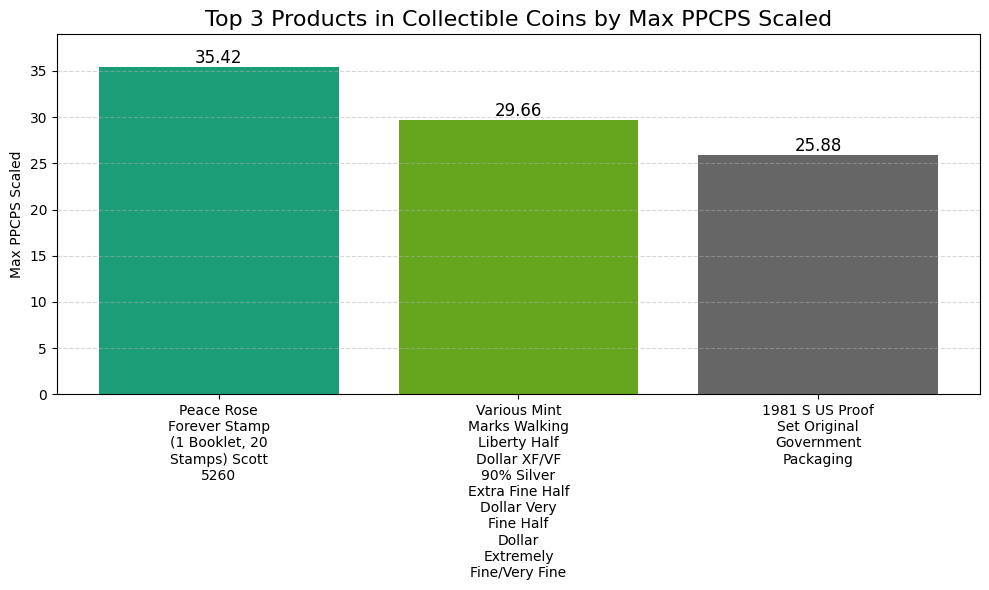 Top 3 Products in Collectible Coins by Max PPCPS Scaled
Max PPCPS Scaled
35
30
25
20
15
10
5
0
35.42
29.66
25.88
Peace Rose
Forever Stamp
(1 Booklet, 20
Stamps) Scott
5260
Various Mint
Marks Walking
Liberty Half
Dollar XF/VF
90% Silver
Extra Fine Half
Dollar Very
Fine Half
Dollar
Extremely
Fine/Very Fine
1981 S US Proof
Set Original
Government
Packaging